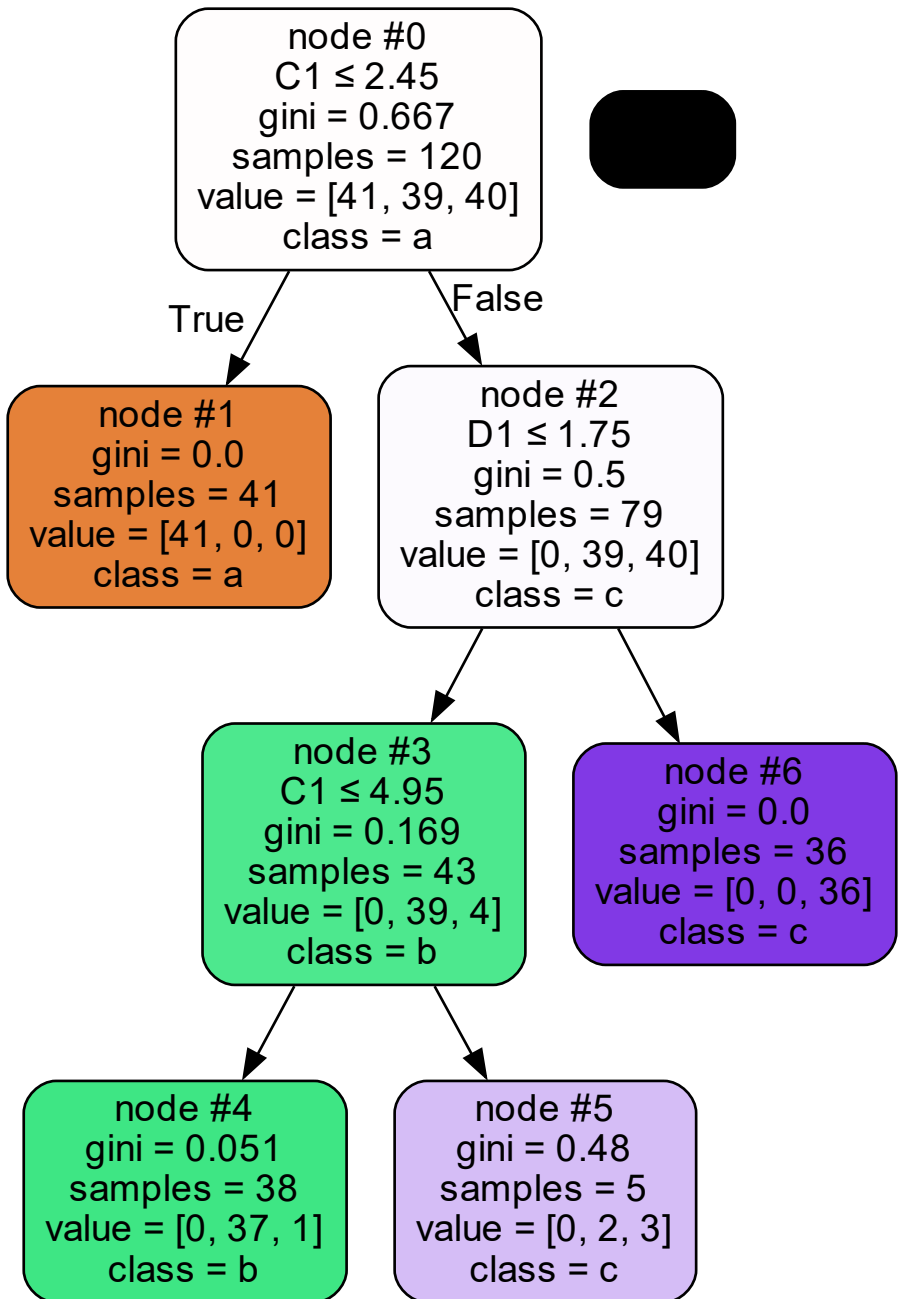 node #0
C1 ≤ 2.45
gini = 0.667
samples = 120
value = [41, 39, 40]
class = a
True
False
node #1
gini = 0.0
samples = 41
value = [41, 0, 0]
class = a
node #2
D1 ≤ 1.75
gini = 0.5
samples = 79
value = [0, 39, 40]
class = c
node #3
C1 ≤ 4.95
gini = 0.169
samples = 43
value = [0, 39, 4]
class = b
node #6
gini = 0.0
samples = 36
value = [0, 0, 36]
class = c
node #4
gini = 0.051
samples = 38
value = [0, 37, 1]
class = b
node #5
gini = 0.48
samples = 5
value = [0, 2, 3]
class = c